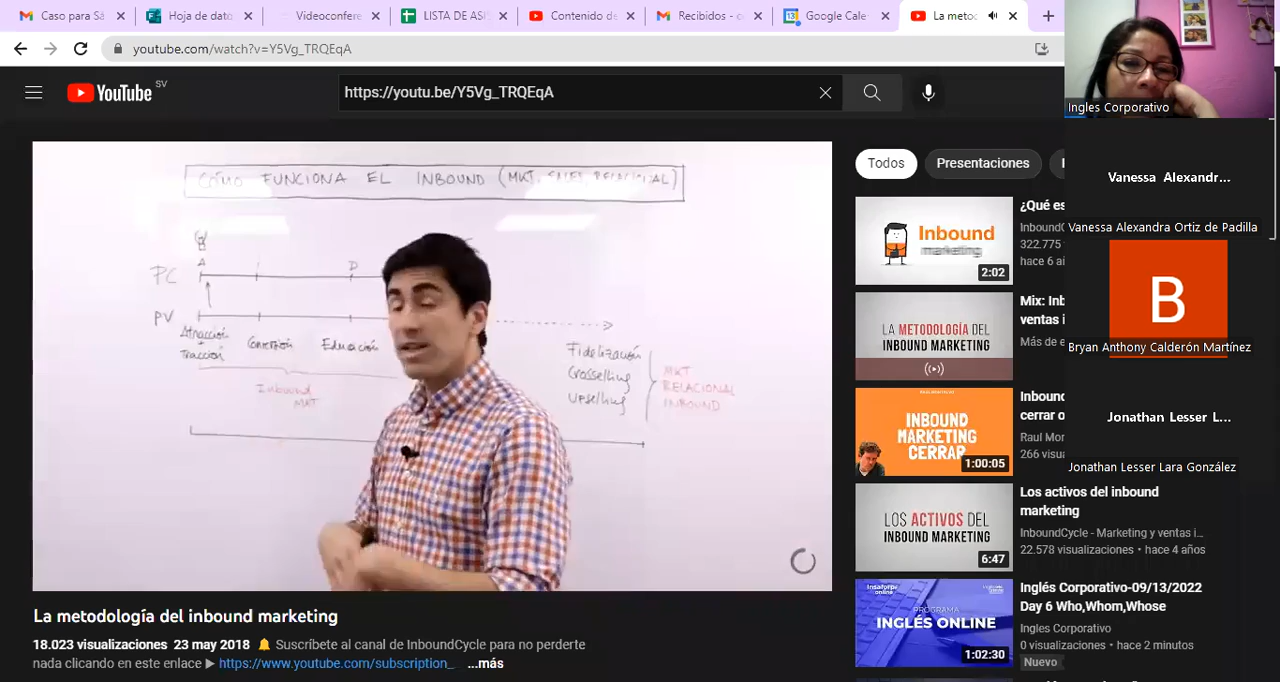 Caso para Sá
Hoja de dato
Videoconfere
LISTA DE ASIS
Contenido de
Recibidos - c
Google Cale
La metod
youtube.com/watch?v=Y5Vg_TRQEqA
YouTube SV
https://youtu.be/Y5Vg_TRQEqA
CÓMO FUNCIONA EL INBOUND (MKT, SALES, RELACIONAL)
A
D
PC
PV
Atracción
Tracción
Conversión
Educación
Inbound
MKT
Fidelización
Crosselling
Upselling
MKT
RELACIONAL
INBOUND
La metodología del inbound marketing
18.023 visualizaciones 23 may 2018 Suscríbete al canal de InboundCycle para no perderte
nada clicando en este enlace ▶ https://www.youtube.com/subscription_ ...más
Todos
Presentaciones
Inbound
marketing
2:02
¿Qué es
InboundC
322.775
hace 6 añ
LA METODOLOGÍA DEL
INBOUND MARKETING
Mix: Inb
ventas i
Más de e
INBOUND
MARKETING
CERRAR
1:00:05
Inbound
cerrar o
Raul Mor
266 visua
LOS ACTIVOS DEL
INBOUND MARKETING
6:47
Los activos del inbound
marketing
InboundCycle - Marketing y ventas i...
22.578 visualizaciones • hace 4 años
Insaforp
online
PROGRAMA
INGLÉS ONLINE
1:02:30
Inglés Corporativo-09/13/2022
Day 6 Who,Whom,Whose
Ingles Corporativo
0 visualizaciones • hace 2 minutos
Nuevo
Ingles Corporativo
Vanessa Alexandr...
Vanessa Alexandra Ortiz de Padilla
B
Bryan Anthony Calderón Martínez
Jonathan Lesser L...
Jonathan Lesser Lara González